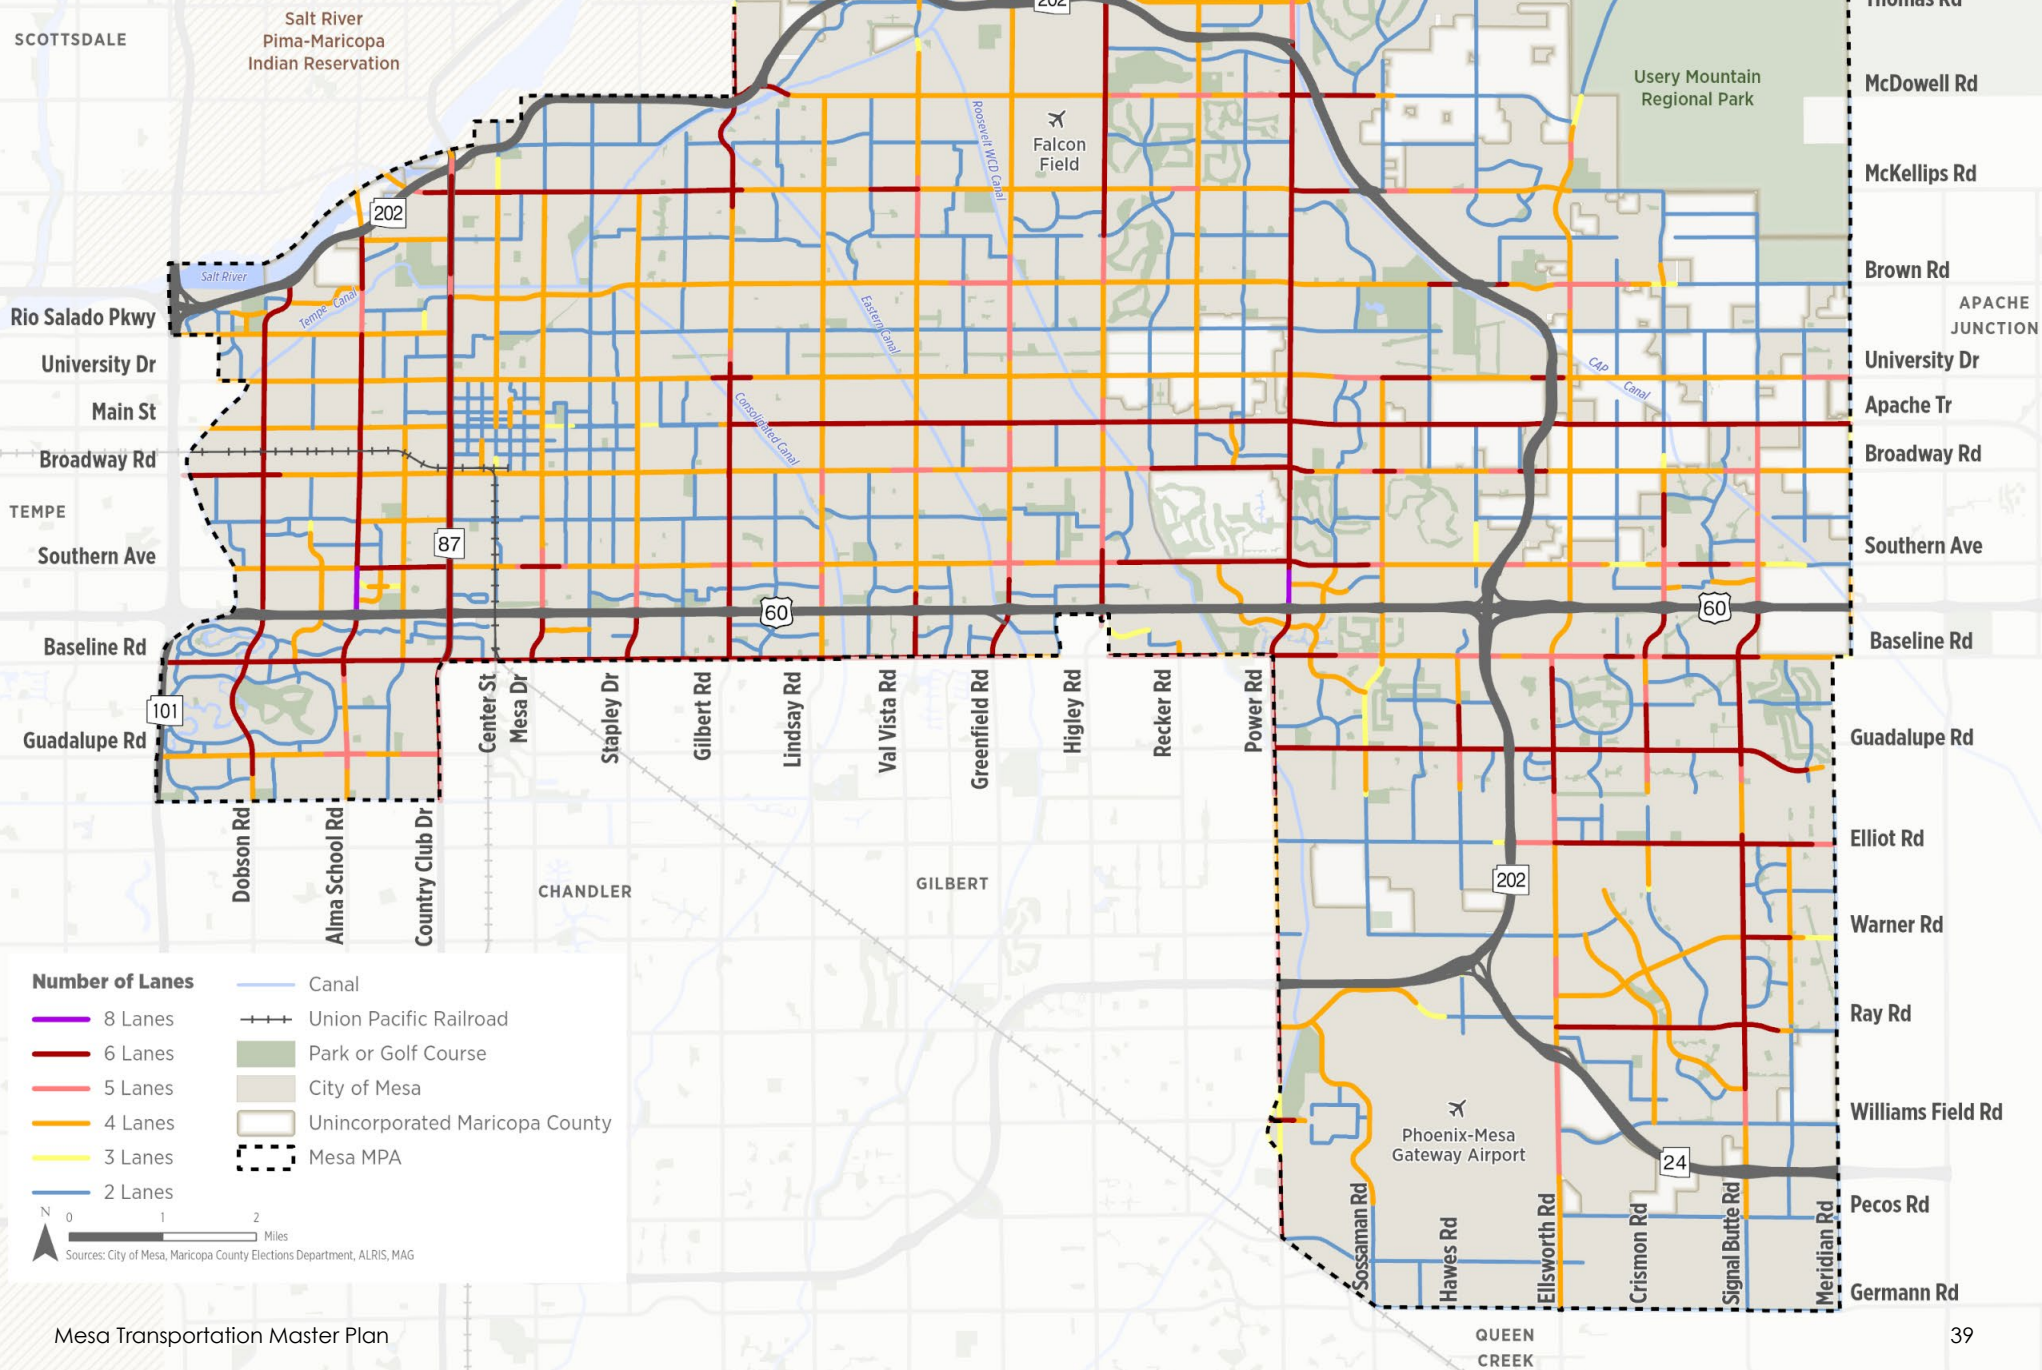 202
Thomas Rd
SCOTTSDALE
Salt River
Pima-Maricopa
Indian Reservation
Usery Mountain
Regional Park
McDowell Rd
Roosevelt WCD Canal
Falcon
Field
McKellips Rd
202
Salt River
Tempe Canal
Brown Rd
Rio Salado Pkwy
Eastern Canal
APACHE
JUNCTION
University Dr
CAP Canal
University Dr
Main St
Consolidated Canal
Apache Tr
Broadway Rd
Broadway Rd
TEMPE
87
Southern Ave
Southern Ave
60
60
Baseline Rd
Baseline Rd
101
Center St
Mesa Dr
Stapley Dr
Gilbert Rd
Lindsay Rd
Val Vista Rd
Greenfield Rd
Higley Rd
Recker Rd
Power Rd
Guadalupe Rd
Guadalupe Rd
Dobson Rd
Alma School Rd
Country Club Dr
Elliot Rd
CHANDLER
GILBERT
202
Warner Rd
Ray Rd
Phoenix-Mesa
Gateway Airport
Williams Field Rd
24
Pecos Rd
Sossaman Rd
Hawes Rd
Ellsworth Rd
Crismon Rd
Signal Butte Rd
Meridian Rd
Germann Rd
Number of Lanes
8 Lanes
6 Lanes
5 Lanes
4 Lanes
3 Lanes
2 Lanes
Canal
Union Pacific Railroad
Park or Golf Course
City of Mesa
Unincorporated Maricopa County
Mesa MPA
N
0 1 2
Miles
Sources: City of Mesa, Maricopa County Elections Department, ALRIS, MAG
QUEEN
CREEK
Mesa Transportation Master Plan
39